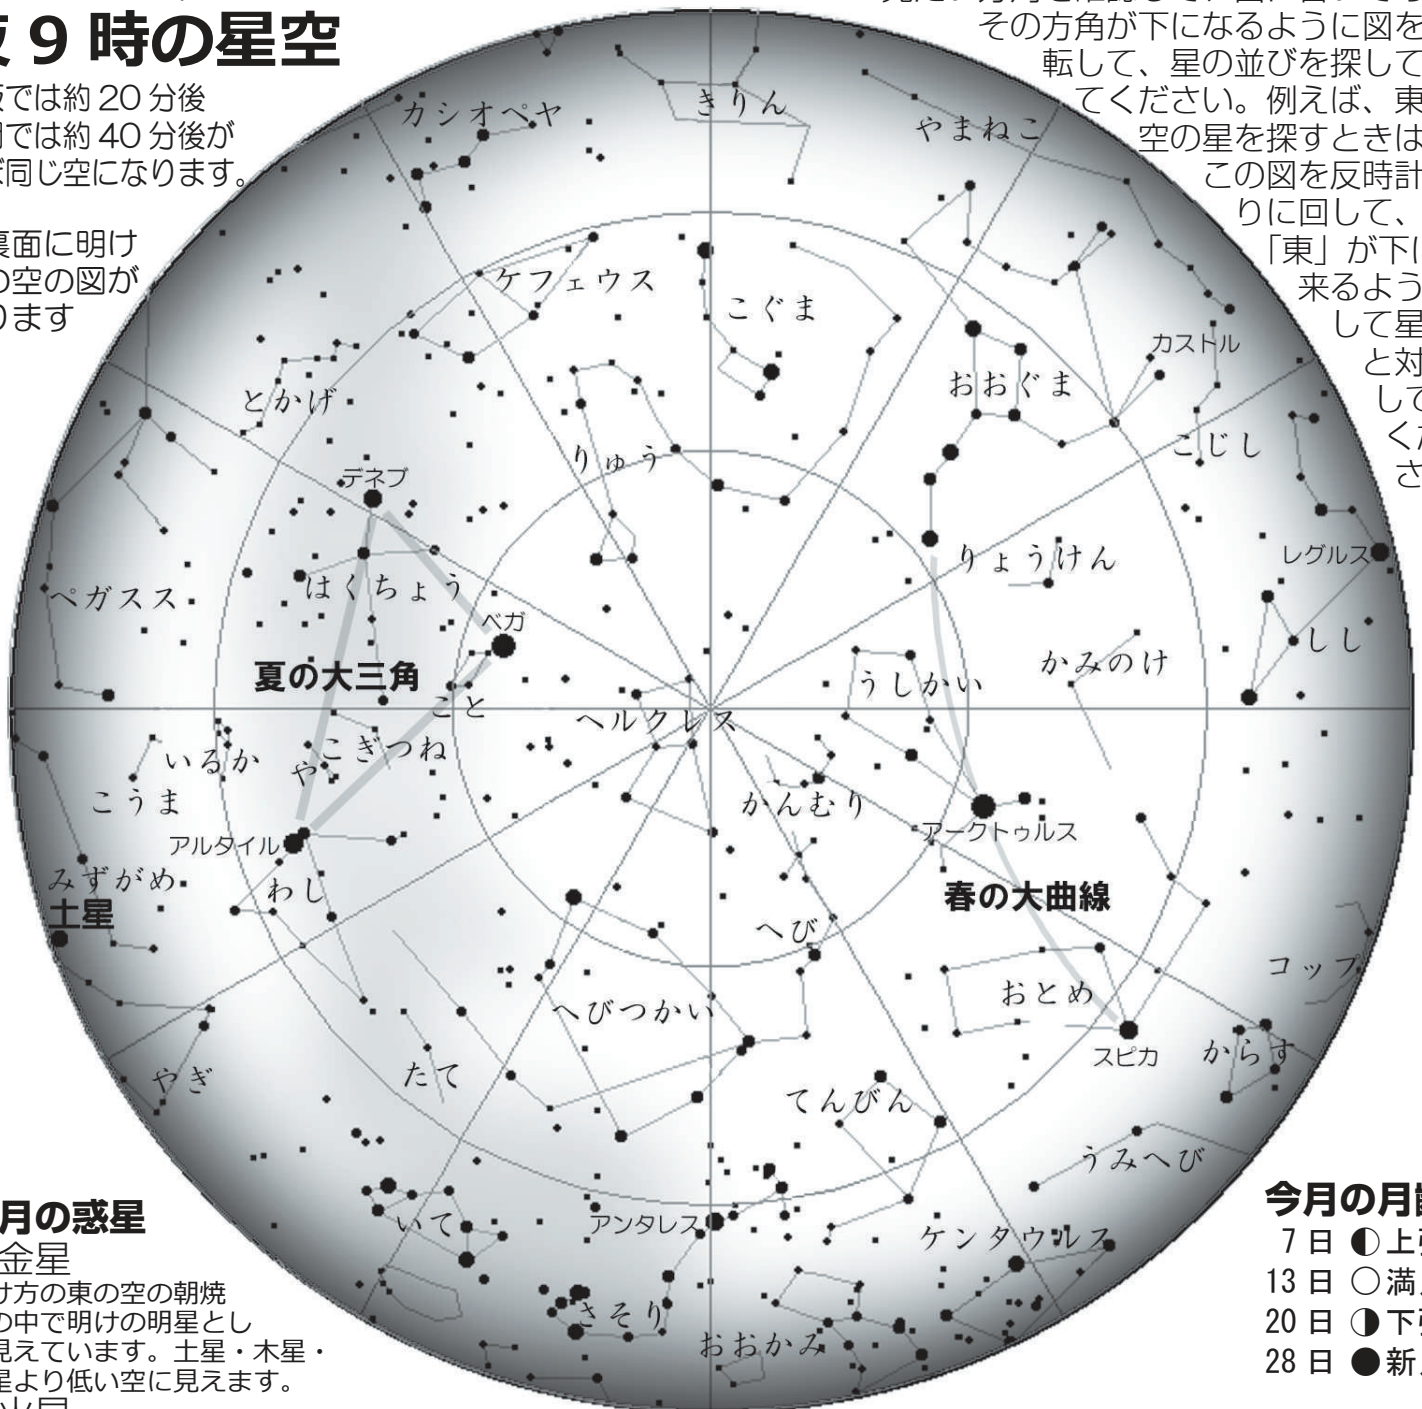 夜9時の星空
阪では約 20 分後
では約 40 分後が
ぼ同じ空になります。
裏面に明け
の空の図が
ります
その方角が下になるように図を
転して、星の並びを探して
てください。例えば、東
空の星を探すときは
この図を反時計
りに回して、
「東」が下に
来るよう
して星
と対
して
くだ
さ
カシオペヤ
きりん
やまねこ
ケフェウス
こぐま
カストル
おおぐま
とかげ
こじし
りゅう
デネブ
りょうけん
レグルス
はくちょう
ペガスス
ベガ
しし
かみのけ
うしかい
夏の大三角
こと
ヘルクレス
こぎつね
いるか
や
こうま
かんむり
アークトゥルス
アルタイル
みずがめ
わし
春の大曲線
土星
へび
コップ
おとめ
へびつかい
スピカ
からす
やぎ
たて
てんびん
うみへび
いて
アンタレス
ケンタウルス
さそり
おおかみ
月の惑星
金星
け方の東の空の朝焼
の中で明けの明星とし
見えています。土星・木星・
星より低い空に見えます。
今月の月齢
7 日 ◐上弦
13 日 ○満月
20 日 ◑下弦
28 日 ●新月